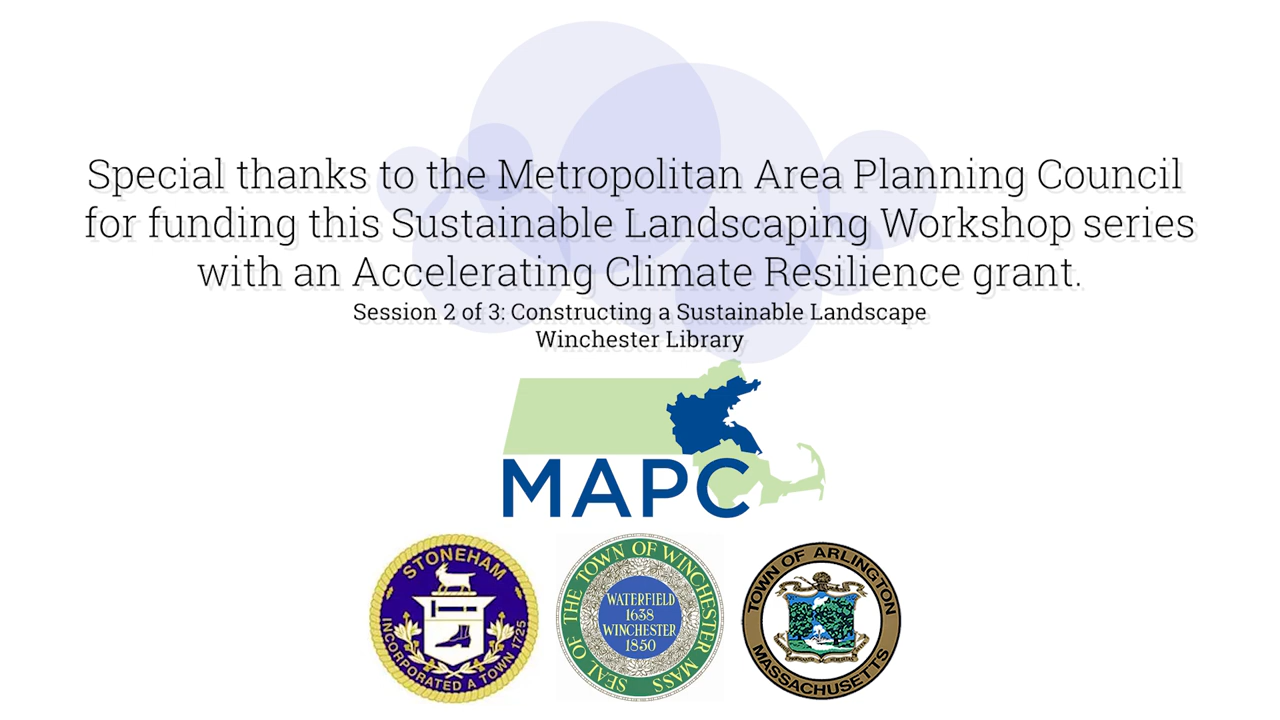 Special thanks to the Metropolitan Area Planning Council
for funding this Sustainable Landscaping Workshop series
with an Accelerating Climate Resilience grant.
Session 2 of 3: Constructing a Sustainable Landscape
Winchester Library
MAPC
STONEHAM
INCORPORATED A TOWN 1725
SEAL OF THE TOWN OF WINCHESTER MASS
WATERFIELD
1638
WINCHESTER
1850
TOWN OF ARLINGTON
MASSACHUSETTS